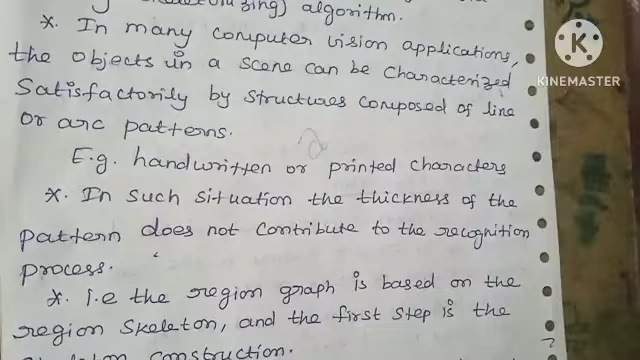 algorithm.
*. In many computer vision applications,
the objects in a scene can be characterized
Satisfactorily by structures composed of line
or arc patterns.
E.g. handwritten or printed characters
*. In such situation the thickness of the
pattern does not contribute to the recognition
process.
*. i.e the region graph is based on the
region skeleton, and the first step is the
construction.
KINEMASTER